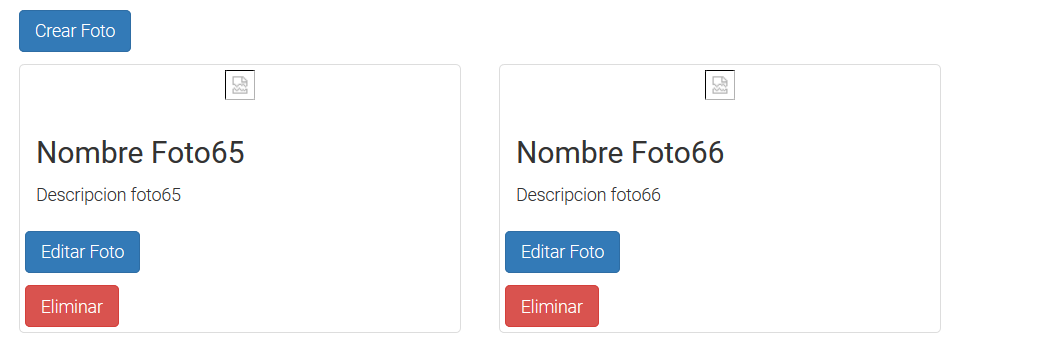 Crear Foto
Nombre Foto65
Descripcion foto65
Editar Foto
Eliminar
Nombre Foto66
Descripcion foto66
Editar Foto
Eliminar